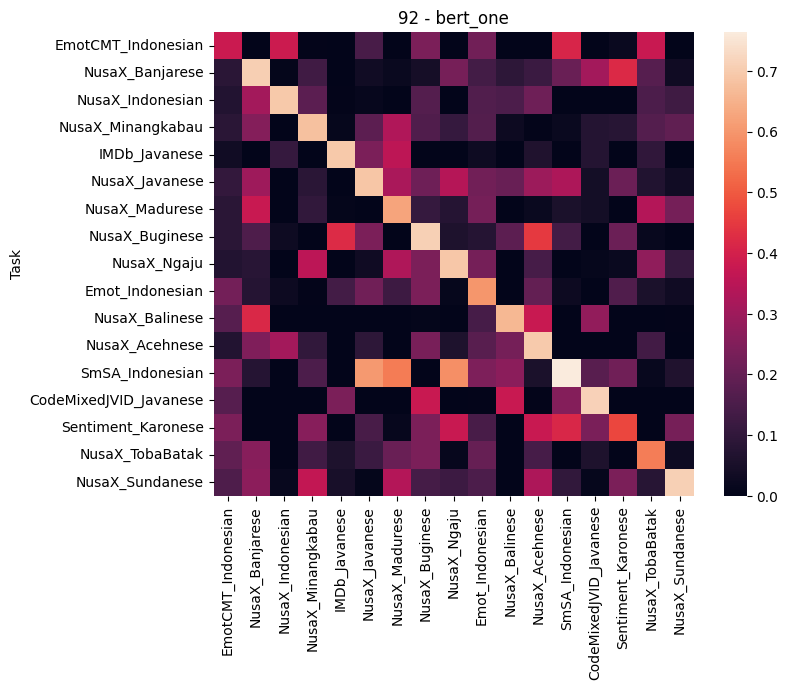 92 - bert_one
Task
EmotCMT_Indonesian
NusaX_Banjarese
NusaX_Indonesian
NusaX_Minangkabau
IMDb_Javanese
NusaX_Javanese
NusaX_Madurese
NusaX_Buginese
NusaX_Ngaju
Emot_Indonesian
NusaX_Balinese
NusaX_Acehnese
SmSA_Indonesian
CodeMixedJVID_Javanese
Sentiment_Karonese
NusaX_TobaBatak
NusaX_Sundanese
EmotCMT_Indonesian
NusaX_Banjarese
NusaX_Indonesian
NusaX_Minangkabau
IMDb_Javanese
NusaX_Javanese
NusaX_Madurese
NusaX_Buginese
NusaX_Ngaju
Emot_Indonesian
NusaX_Balinese
NusaX_Acehnese
SmSA_Indonesian
CodeMixedJVID_Javanese
Sentiment_Karonese
NusaX_TobaBatak
NusaX_Sundanese
0.7
0.6
0.5
0.4
0.3
0.2
0.1
0.0